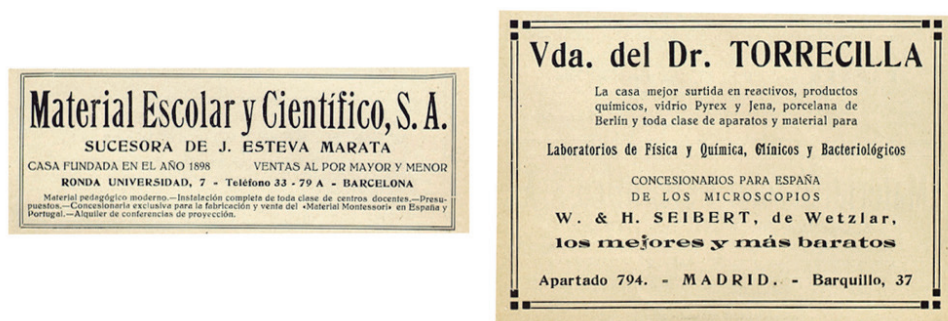 Material Escolar y Científico, S. A.
SUCESORA DE J. ESTEVA MARATA
CASA FUNDADA EN EL AÑO 1898 VENTAS AL POR MAYOR Y MENOR
RONDA UNIVERSIDAD, 7 - Teléfono 33 - 79 A - BARCELONA
Material pedagógico moderno.—Instalación completa de toda clase de centros docentes.—Presu-
puestos.—Concesionaria exclusiva para la fabricación y venta del «Material Montessori» en España y
Portugal.—Alquiler de conferencias de proyección.
Vda. del Dr. TORRECILLA
La casa mejor surtida en reactivos, productos
químicos, vidrio Pyrex y Jena, porcelana de
Berlín y toda clase de aparatos y material para
Laboratorios de Física y Química, Clínicos y Bacteriológicos
CONCESIONARIOS PARA ESPAÑA
DE LOS MICROSCOPIOS
W. & H. SEIBERT, de Wetzlar,
los mejores y más baratos
Apartado 794. - MADRID. - Barquillo, 37